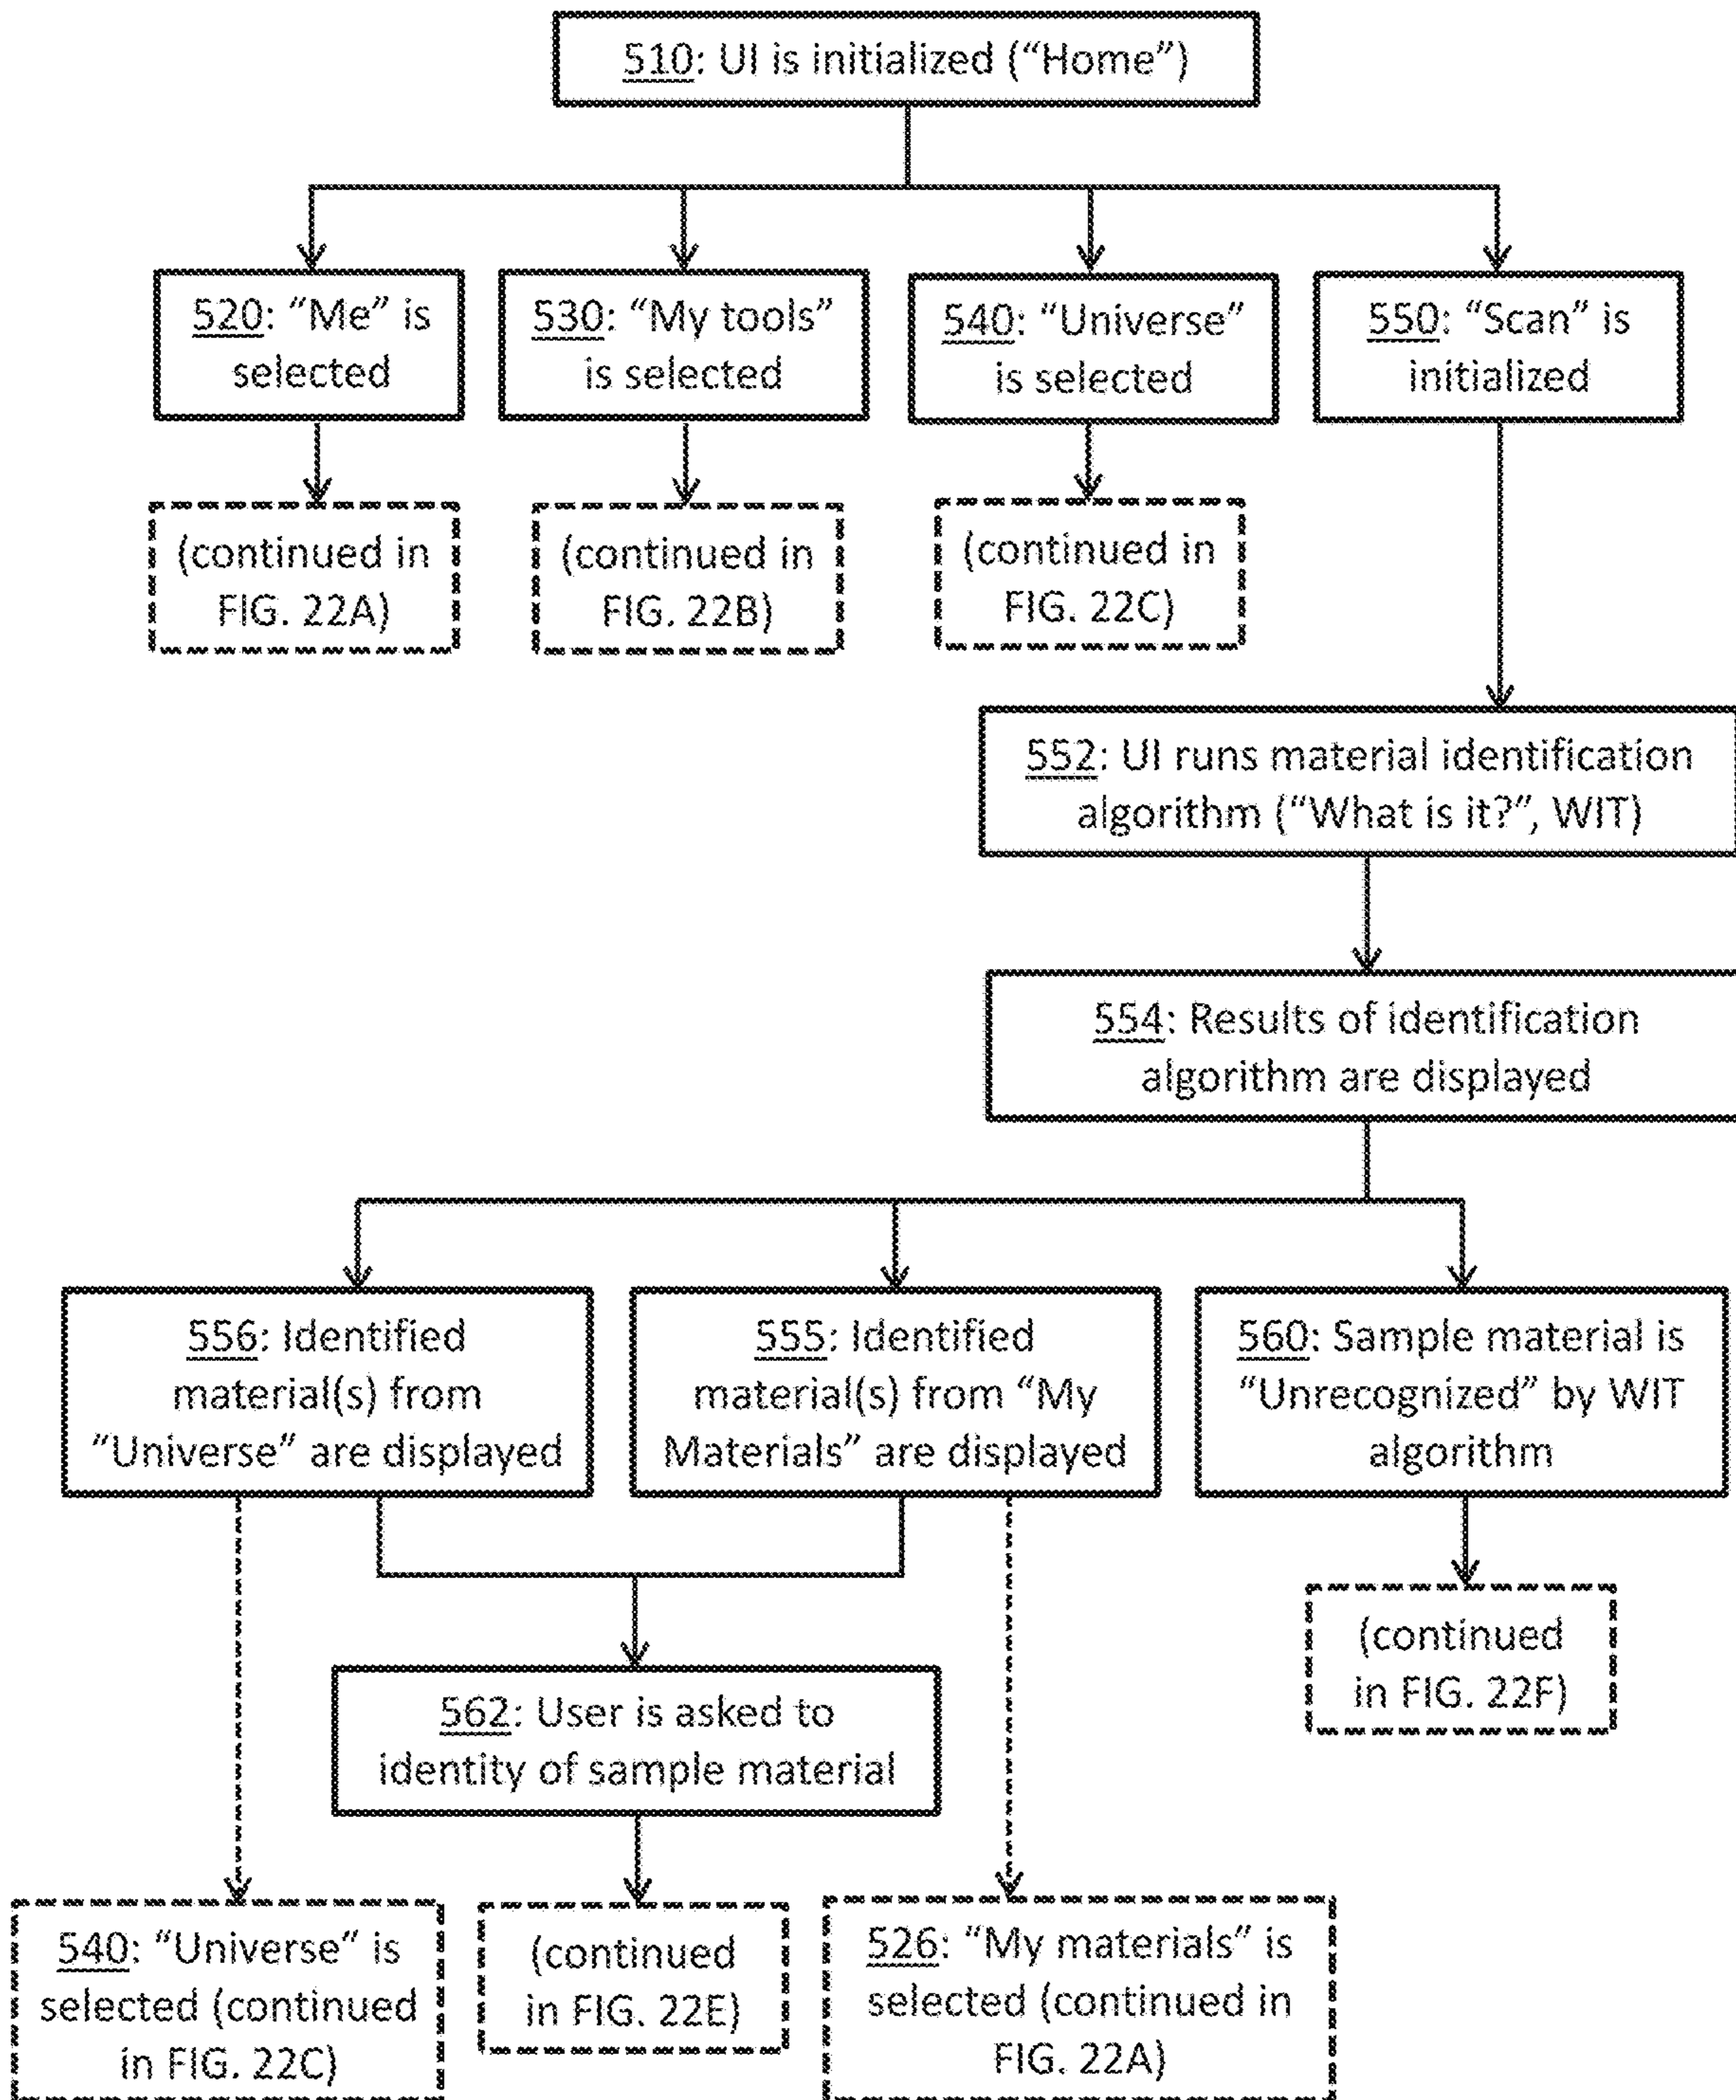 510: UI is initialized (“Home”)
520: “Me” is
selected
530: “My tools”
is selected
540: “Universe”
is selected
550: “Scan” is
initialized
(continued in
FIG. 22A)
(continued in
FIG. 22B)
(continued in
FIG. 22C)
552: UI runs material identification
algorithm (“What is it?”, WIT)
554: Results of identification
algorithm are displayed
556: Identified
material(s) from
“Universe” are displayed
555: Identified
material(s) from “My
Materials” are displayed
560: Sample material is
“Unrecognized” by WIT
algorithm
(continued
in FIG. 22F)
562: User is asked to
identity of sample material
540: “Universe” is
selected (continued
in FIG. 22C)
(continued
in FIG. 22E)
526: “My materials” is
selected (continued in
FIG. 22A)